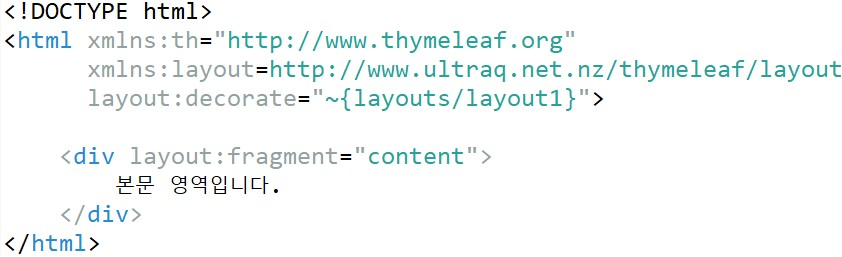 <!DOCTYPE html>
<html xmlns:th="http://www.thymeleaf.org"
xmlns:layout=http://www.ultraq.net.nz/thymeleaf/layout
layout:decorate="~{layouts/layout1}">
<div layout:fragment="content">
본문 영역입니다.
</div>
</html>